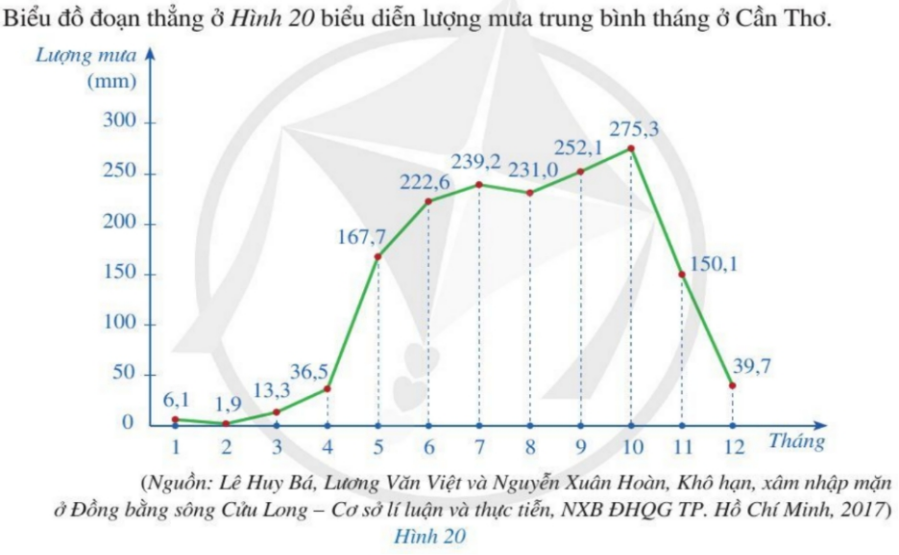 Biểu đồ đoạn thẳng ở Hình 20 biểu diễn lượng mưa trung bình tháng ở Cần Thơ.
Lượng mưa
(mm)
300
275,3
252,1
239,2
231,0
250
222,6
200
167,7
150
150,1
100
50
39,7
36,5
13,3
6,1
1,9
0
1 2 3 4 5 6 7 8 9 10 11 12 Tháng
(Nguồn: Lê Huy Bá, Lương Văn Việt và Nguyễn Xuân Hoàn, Khô hạn, xâm nhập mặn
ở Đồng bằng sông Cửu Long – Cơ sở lí luận và thực tiễn, NXB ĐHQG TP. Hồ Chí Minh, 2017)
Hình 20